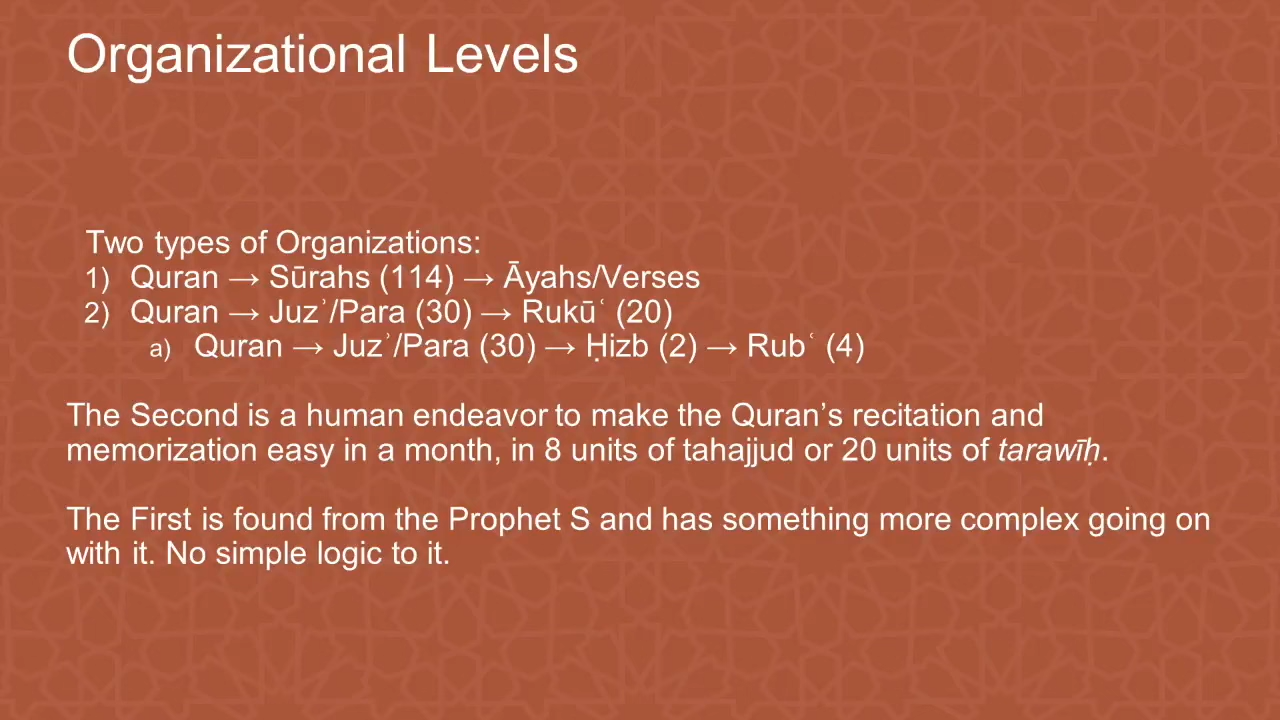 Organizational Levels
Two types of Organizations:
1) Quran → Sūrahs (114) → Āyahs/Verses
2) Quran → Juzʾ/Para (30) → Rukūʿ (20)
a) Quran → Juzʾ/Para (30) → Ḥizb (2) → Rubʿ (4)
The Second is a human endeavor to make the Quran’s recitation and
memorization easy in a month, in 8 units of tahajjud or 20 units of tarawīḥ.
The First is found from the Prophet S and has something more complex going on
with it. No simple logic to it.